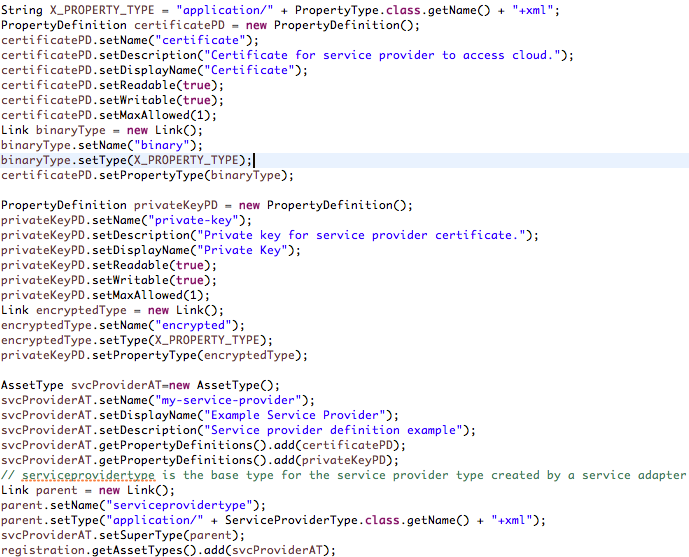 String X_PROPERTY_TYPE = "application/" + PropertyType.class.getName() + "+xml";
PropertyDefinition certificatePD = new PropertyDefinition();
certificatePD.setName("certificate");
certificatePD.setDescription("Certificate for service provider to access cloud.");
certificatePD.setDisplayName("Certificate");
certificatePD.setReadable(true);
certificatePD.setWritable(true);
certificatePD.setMaxAllowed(1);
Link binaryType = new Link();
binaryType.setName("binary");
binaryType.setType(X_PROPERTY_TYPE);
certificatePD.setPropertyType(binaryType);

PropertyDefinition privateKeyPD = new PropertyDefinition();
privateKeyPD.setName("private-key");
privateKeyPD.setDescription("Private key for service provider certificate.");
privateKeyPD.setDisplayName("Private Key");
privateKeyPD.setReadable(true);
privateKeyPD.setWritable(true);
privateKeyPD.setMaxAllowed(1);
Link encryptedType = new Link();
encryptedType.setName("encrypted");
encryptedType.setType(X_PROPERTY_TYPE);
privateKeyPD.setPropertyType(encryptedType);

AssetType svcProviderAT=new AssetType();
svcProviderAT.setName("my-service-provider");
svcProviderAT.setDisplayName("Example Service Provider");
svcProviderAT.setDescription("Service provider definition example");
svcProviderAT.getPropertyDefinitions().add(certificatePD);
svcProviderAT.getPropertyDefinitions().add(privateKeyPD);
// serviceprovidertype is the base type for the service provider type created by a service adapter
Link parent = new Link();
parent.setName("serviceprovidertype");
parent.setType("application/" + ServiceProviderType.class.getName() + "+xml");
svcProviderAT.setSuperType(parent);
registration.getAssetTypes().add(svcProviderAT);